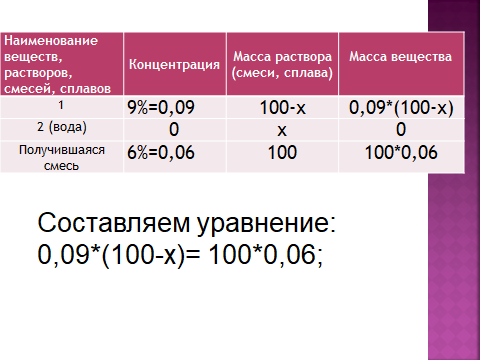 Наименование
веществ,
растворов,
смесей, сплавов
Концентрация
Масса раствора
(смеси, сплава)
Масса вещества
1
9%=0,09
100-х
0,09*(100-х)
2 (вода)
0
х
0
Получившаяся
смесь
6%=0,06
100
100*0,06
Составляем уравнение:
0,09*(100-х)= 100*0,06;